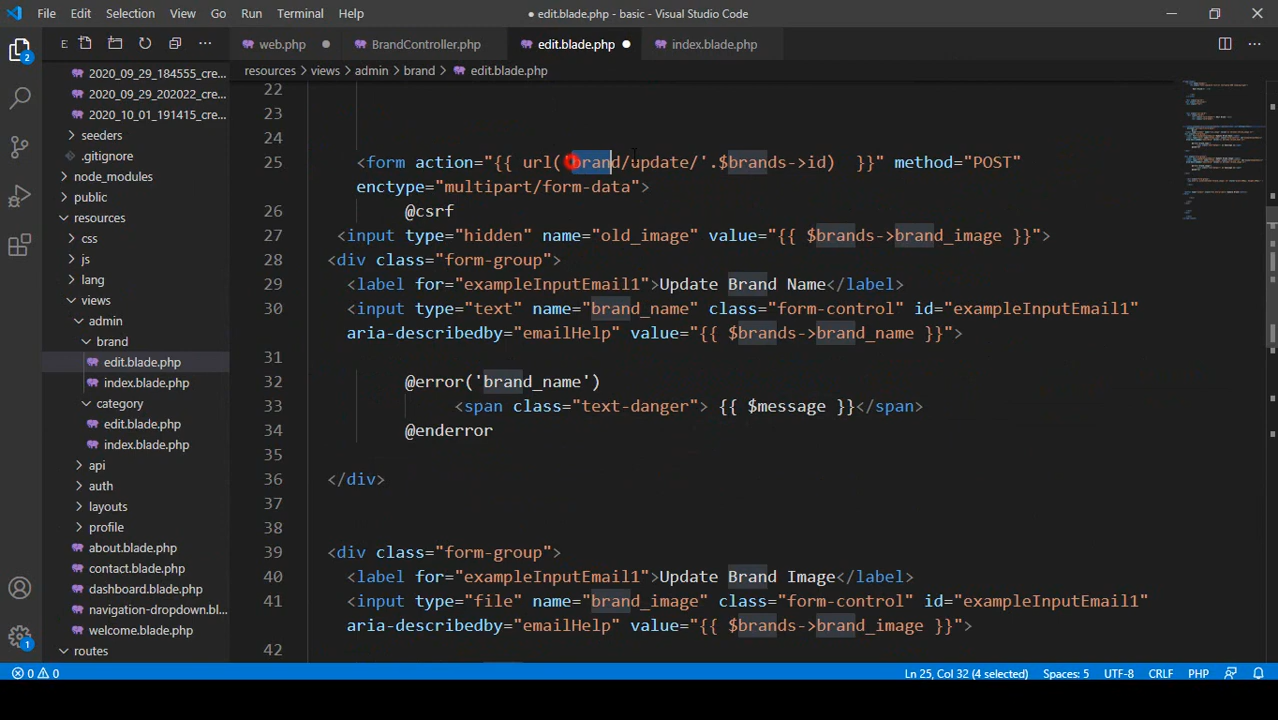 File Edit Selection View Go Run Terminal Help
● edit.blade.php - basic - Visual Studio Code
E
web.php
BrandController.php
edit.blade.php
index.blade.php
resources > views > admin > brand > edit.blade.php
2
2020_09_29_184555_cre...
2020_09_29_202022_cre...
2020_10_01_191415_cre...
seeders
.gitignore
node_modules
public
resources
css
js
lang
views
admin
brand
edit.blade.php
index.blade.php
category
edit.blade.php
index.blade.php
api
auth
layouts
profile
about.blade.php
contact.blade.php
dashboard.blade.php
navigation-dropdown.bl...
welcome.blade.php
routes
1
22
23
24
25 <form action="{{ url('brand/update/'.$brands->id) }}" method="POST"
enctype="multipart/form-data">
26 @csrf
27 <input type="hidden" name="old_image" value="{{ $brands->brand_image }}">
28 <div class="form-group">
29 <label for="exampleInputEmail1">Update Brand Name</label>
30 <input type="text" name="brand_name" class="form-control" id="exampleInputEmail1"
aria-describedby="emailHelp" value="{{ $brands->brand_name }}">
31
32 @error('brand_name')
33 <span class="text-danger"> {{ $message }}</span>
34 @enderror
35
36 </div>
37
38
39 <div class="form-group">
40 <label for="exampleInputEmail1">Update Brand Image</label>
41 <input type="file" name="brand_image" class="form-control" id="exampleInputEmail1"
aria-describedby="emailHelp" value="{{ $brands->brand_image }}">
42
0 0
Ln 25, Col 32 (4 selected) Spaces: 5 UTF-8 CRLF PHP